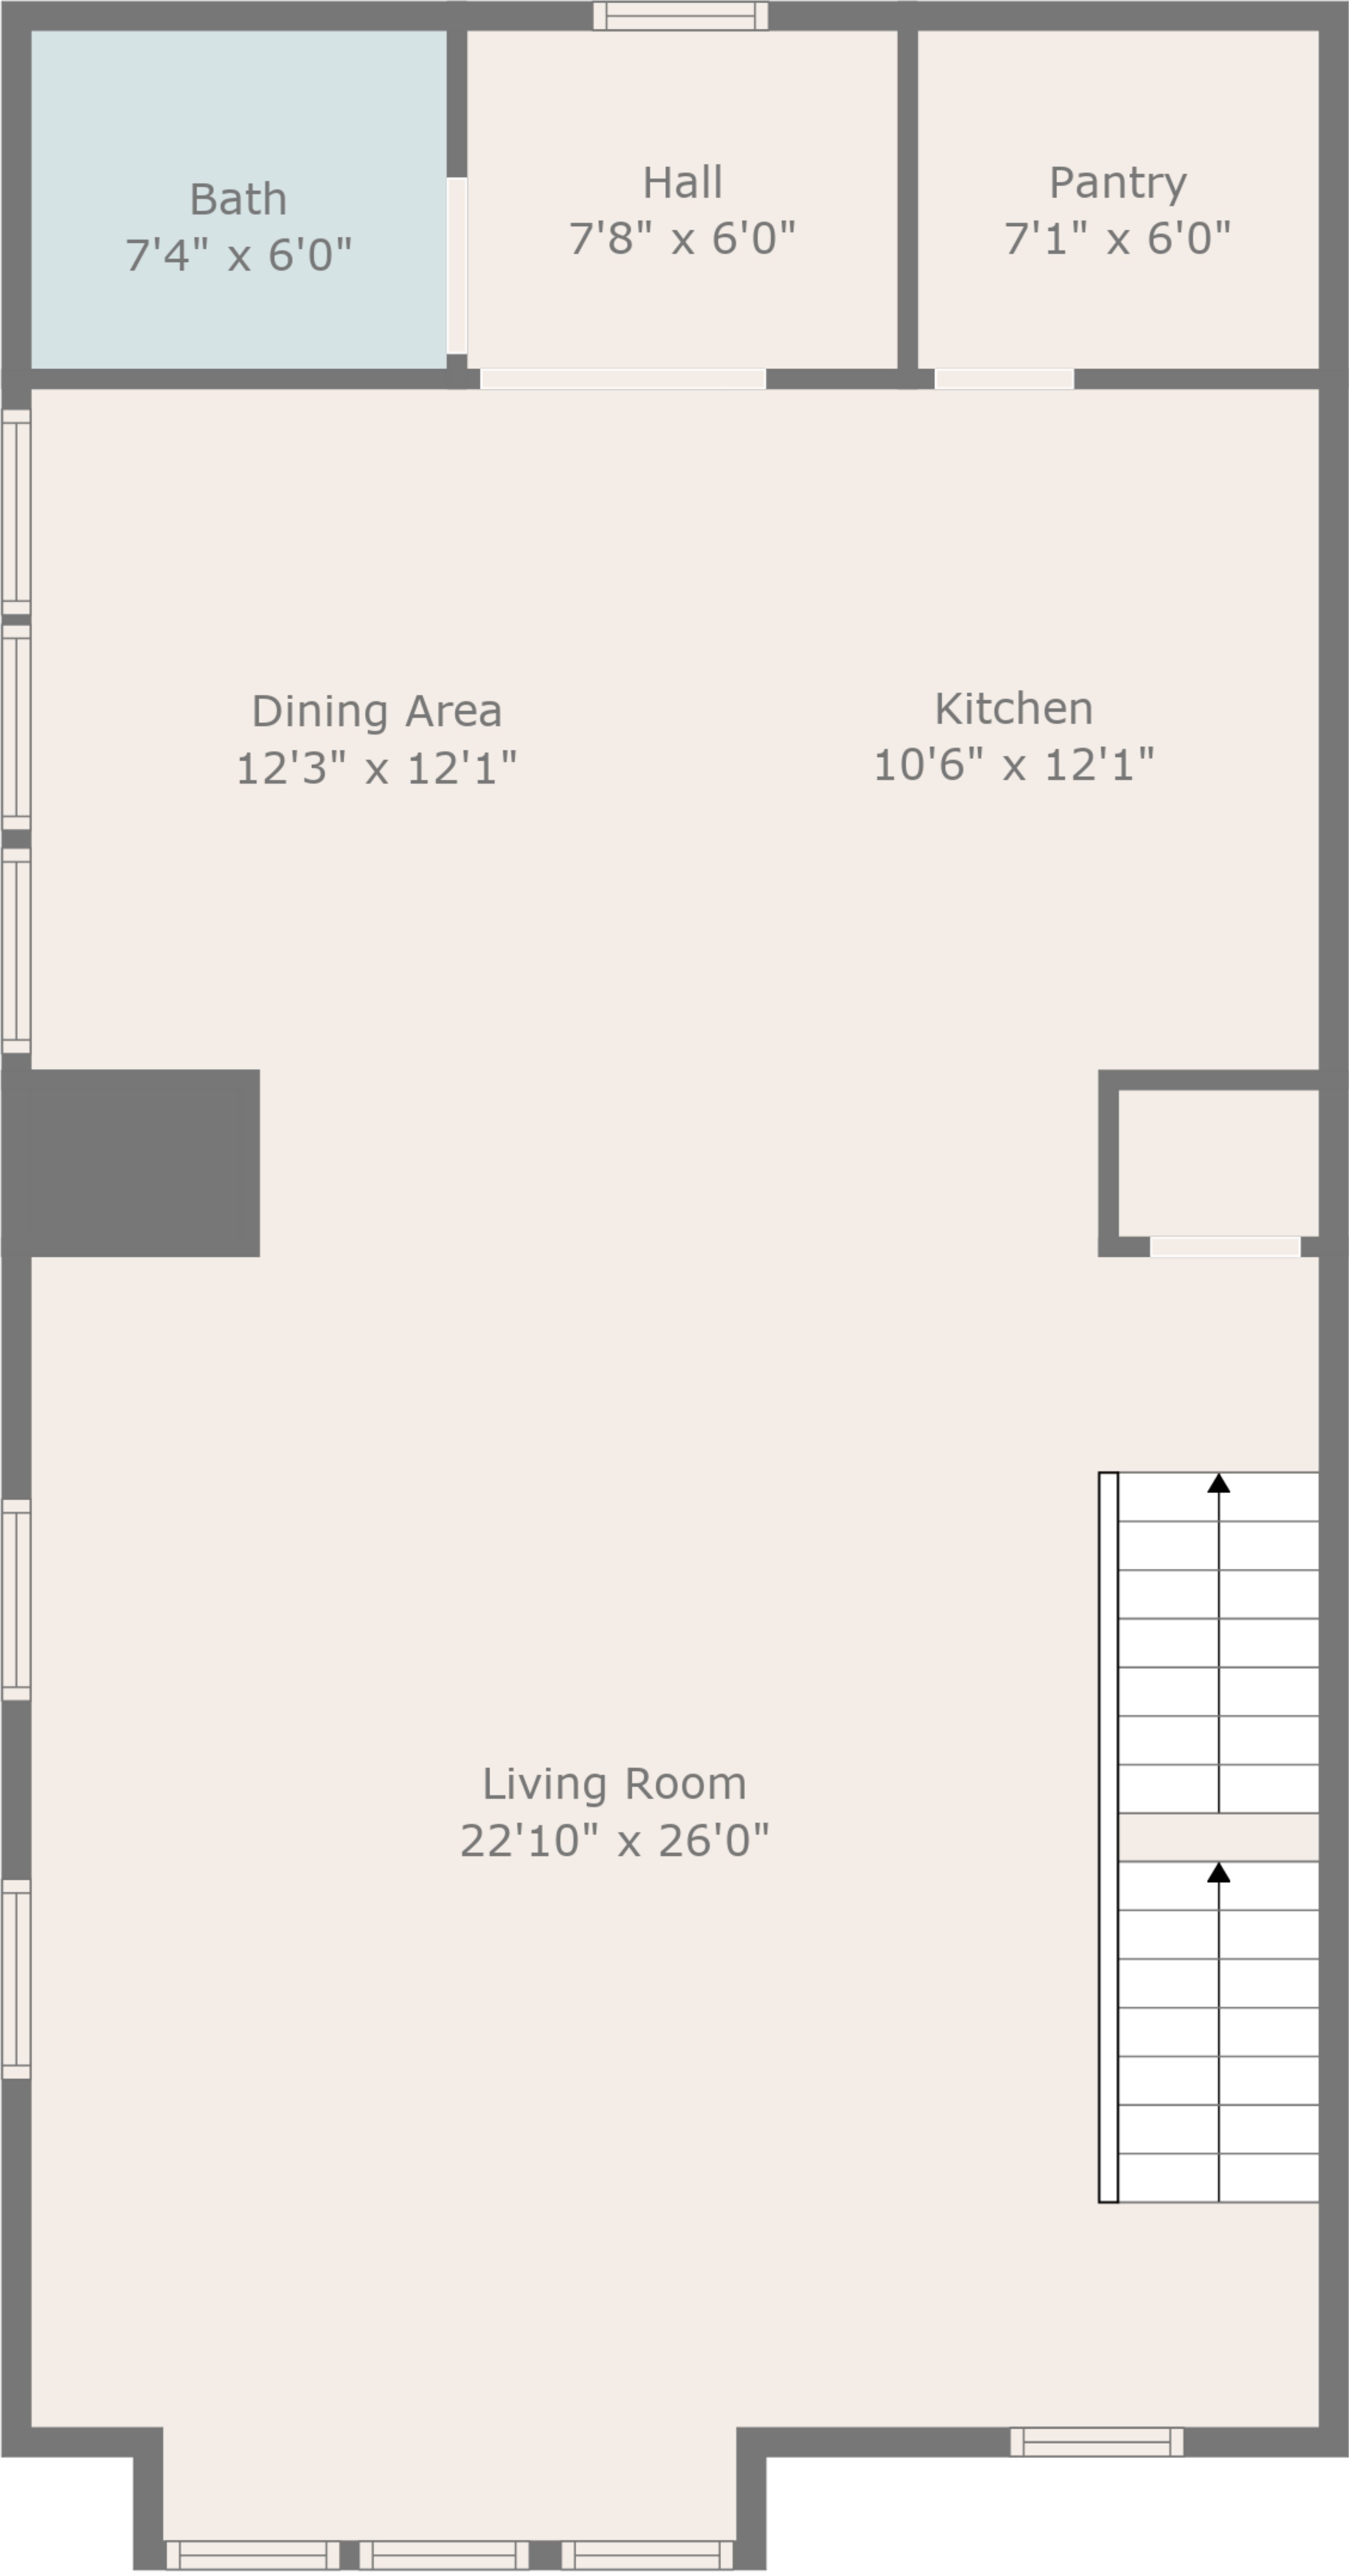 Bath
7'4" x 6'0"
Hall
7'8" x 6'0"
Pantry
7'1" x 6'0"
Dining Area
12'3" x 12'1"
Kitchen
10'6" x 12'1"
Living Room
22'10" x 26'0"